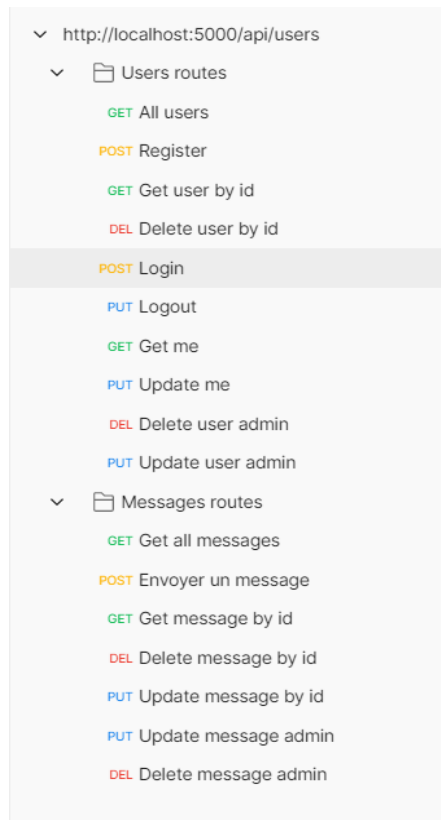 http://localhost:5000/api/users
Users routes
GET All users
POST Register
GET Get user by id
DEL Delete user by id
POST Login
PUT Logout
GET Get me
PUT Update me
DEL Delete user admin
PUT Update user admin
Messages routes
GET Get all messages
POST Envoyer un message
GET Get message by id
DEL Delete message by id
PUT Update message by id
PUT Update message admin
DEL Delete message admin